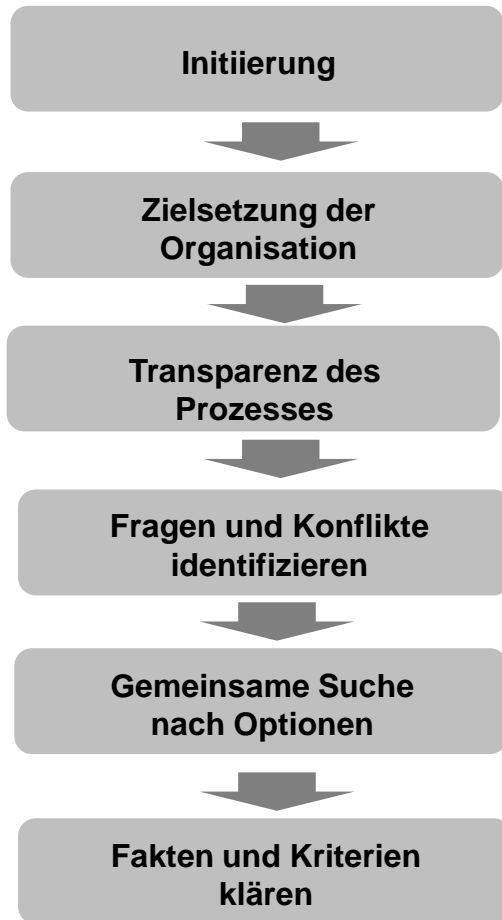 Initiierung
Zielsetzung der
Organisation
Transparenz des
Prozesses
Fragen und Konflikte
identifizieren
Gemeinsame Suche
nach Optionen
Fakten und Kriterien
klären